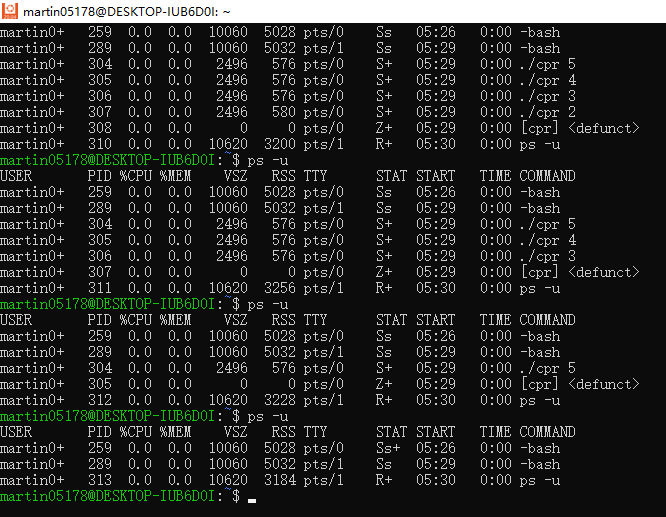 martin05178@DESKTOP-IUB6D0I: ~
martin0+   259  0.0  0.0  10060  5028 pts/0    Ss   05:26   0:00 -bash
martin0+   289  0.0  0.0  10060  5032 pts/1    Ss   05:29   0:00 -bash
martin0+   304  0.0  0.0   2496   576 pts/0    S+   05:29   0:00 ./cpr 5
martin0+   305  0.0  0.0   2496   576 pts/0    S+   05:29   0:00 ./cpr 4
martin0+   306  0.0  0.0   2496   576 pts/0    S+   05:29   0:00 ./cpr 3
martin0+   307  0.0  0.0   2496   580 pts/0    S+   05:29   0:00 ./cpr 2
martin0+   308  0.0  0.0      0     0 pts/0    Z+   05:29   0:00 [cpr] <defunct>
martin0+   310  0.0  0.0  10620  3200 pts/1    R+   05:30   0:00 ps -u
martin05178@DESKTOP-IUB6D0I:~$ ps -u
USER       PID %CPU %MEM    VSZ   RSS TTY      STAT START   TIME COMMAND
martin0+   259  0.0  0.0  10060  5028 pts/0    Ss   05:26   0:00 -bash
martin0+   289  0.0  0.0  10060  5032 pts/1    Ss   05:29   0:00 -bash
martin0+   304  0.0  0.0   2496   576 pts/0    S+   05:29   0:00 ./cpr 5
martin0+   305  0.0  0.0   2496   576 pts/0    S+   05:29   0:00 ./cpr 4
martin0+   306  0.0  0.0   2496   576 pts/0    S+   05:29   0:00 ./cpr 3
martin0+   307  0.0  0.0      0     0 pts/0    Z+   05:29   0:00 [cpr] <defunct>
martin0+   311  0.0  0.0  10620  3256 pts/1    R+   05:30   0:00 ps -u
martin05178@DESKTOP-IUB6D0I:~$ ps -u
USER       PID %CPU %MEM    VSZ   RSS TTY      STAT START   TIME COMMAND
martin0+   259  0.0  0.0  10060  5028 pts/0    Ss   05:26   0:00 -bash
martin0+   289  0.0  0.0  10060  5032 pts/1    Ss   05:29   0:00 -bash
martin0+   304  0.0  0.0   2496   576 pts/0    S+   05:29   0:00 ./cpr 5
martin0+   305  0.0  0.0      0     0 pts/0    Z+   05:29   0:00 [cpr] <defunct>
martin0+   312  0.0  0.0  10620  3228 pts/1    R+   05:30   0:00 ps -u
martin05178@DESKTOP-IUB6D0I:~$ ps -u
USER       PID %CPU %MEM    VSZ   RSS TTY      STAT START   TIME COMMAND
martin0+   259  0.0  0.0  10060  5028 pts/0    Ss+  05:26   0:00 -bash
martin0+   289  0.0  0.0  10060  5032 pts/1    Ss   05:29   0:00 -bash
martin0+   313  0.0  0.0  10620  3184 pts/1    R+   05:30   0:00 ps -u
martin05178@DESKTOP-IUB6D0I:~$